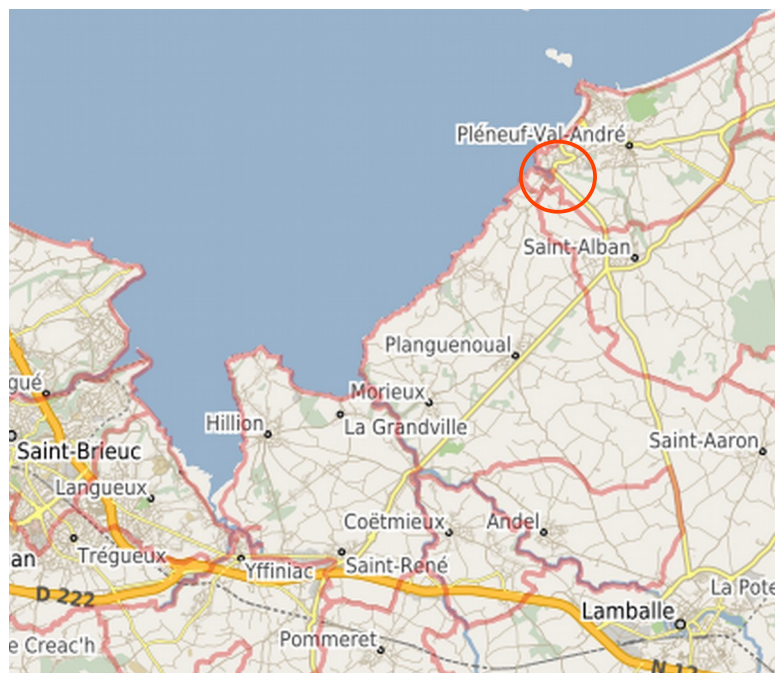 Pléneuf-Val-André
Saint-Alban
Planguenoual
gué
Morieux
Hillion
La Grandville
Saint-Aaron
Saint-Brieuc
Langueux
Coëtmieux
Andel
an
Trégueux
Yffiniac
Saint-René
D 222
La Pote
Lamballe
e Creac'h
Pommeret
N 12